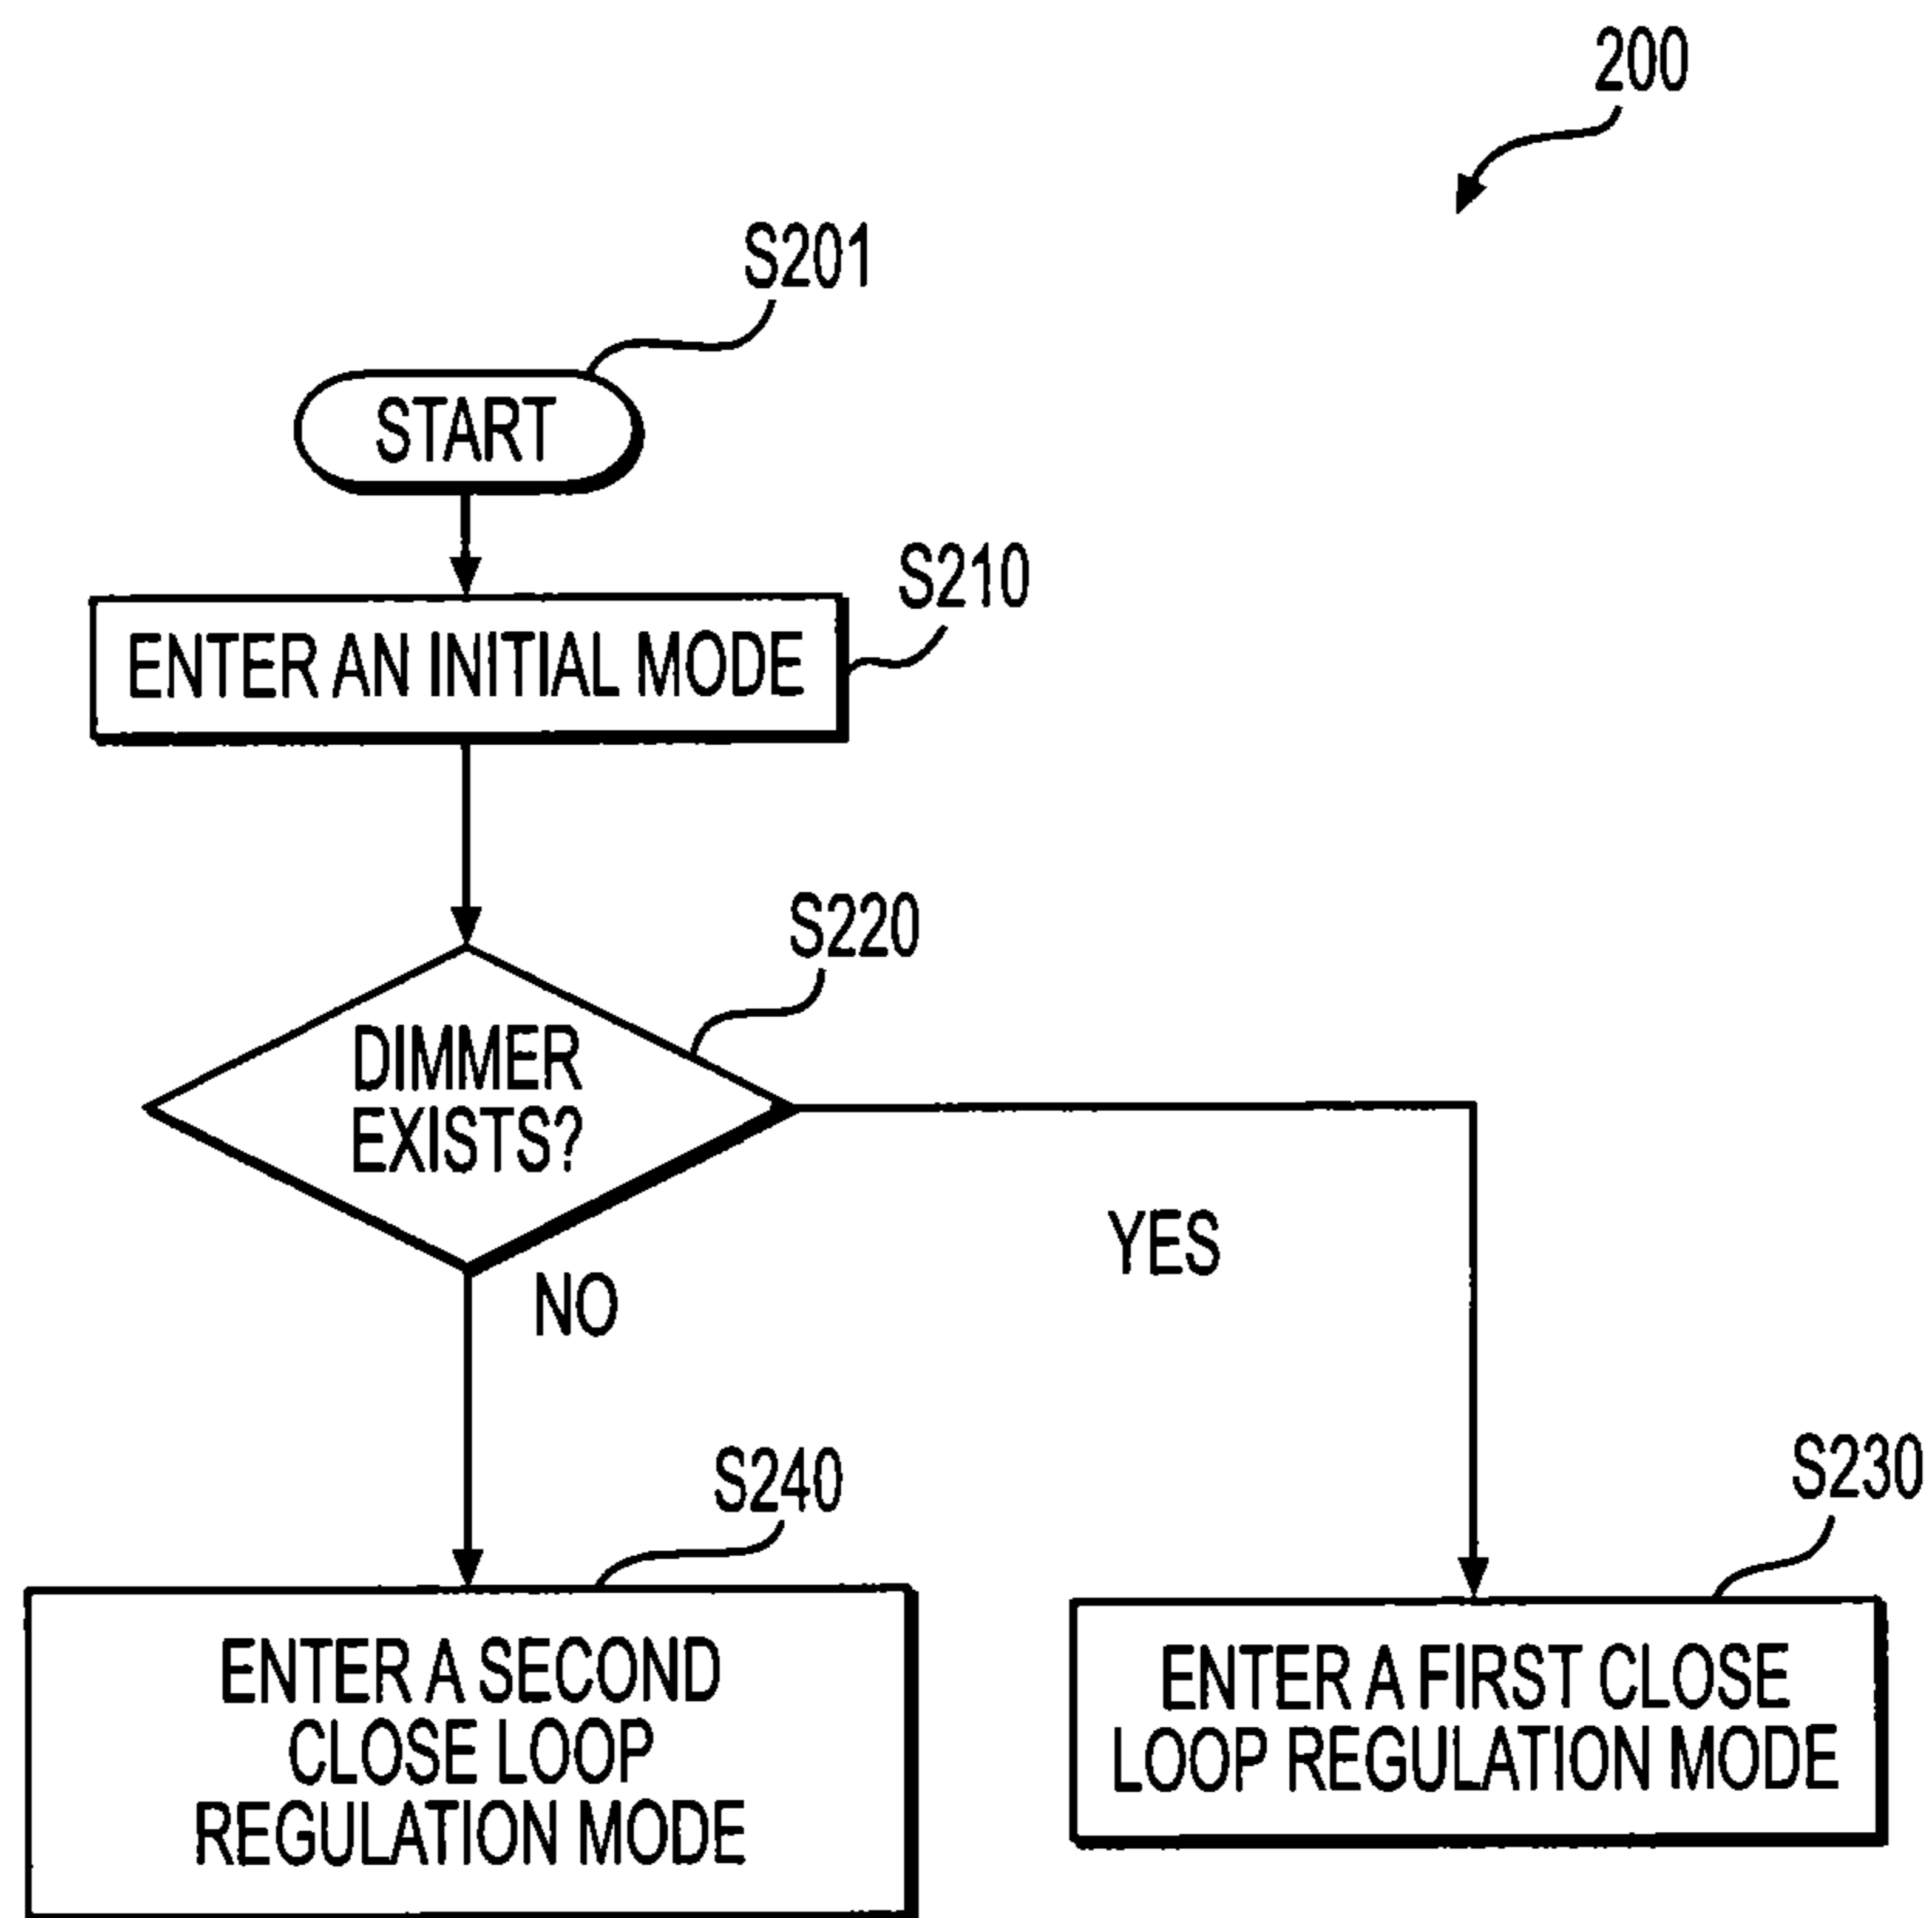 200
S201
START
S210
ENTER AN INITIAL MODE
S220
DIMMER
EXISTS?
YES
NO
S240
S230
ENTER A SECOND
CLOSE LOOP
REGULATION MODE
ENTER A FIRST CLOSE
LOOP REGULATION MODE